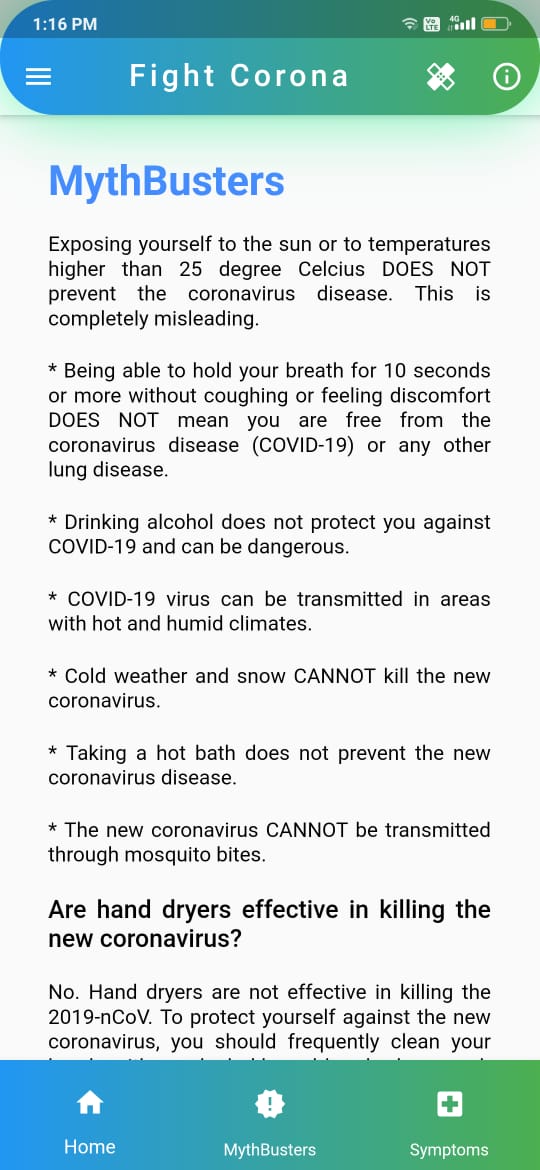 1:16 PM
Vo
LTE
4G
Fight Corona
MythBusters
Exposing yourself to the sun or to temperatures
higher than 25 degree Celcius DOES NOT
prevent the coronavirus disease. This is
completely misleading.
* Being able to hold your breath for 10 seconds
or more without coughing or feeling discomfort
DOES NOT mean you are free from the
coronavirus disease (COVID-19) or any other
lung disease.
* Drinking alcohol does not protect you against
COVID-19 and can be dangerous.
* COVID-19 virus can be transmitted in areas
with hot and humid climates.
* Cold weather and snow CANNOT kill the new
coronavirus.
* Taking a hot bath does not prevent the new
coronavirus disease.
* The new coronavirus CANNOT be transmitted
through mosquito bites.
Are hand dryers effective in killing the
new coronavirus?
No. Hand dryers are not effective in killing the
2019-nCoV. To protect yourself against the new
coronavirus, you should frequently clean your
Home
MythBusters
Symptoms